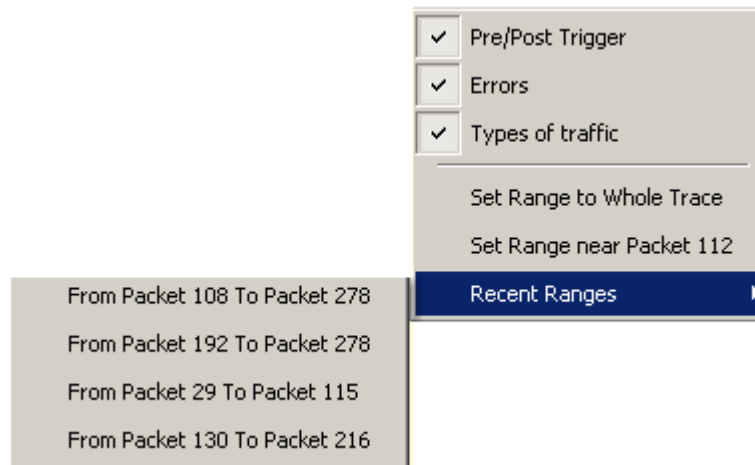 Pre/Post Trigger
Errors
Types of traffic
Set Range to Whole Trace
Set Range near Packet 112
Recent Ranges
From Packet 108 To Packet 278
From Packet 192 To Packet 278
From Packet 29 To Packet 115
From Packet 130 To Packet 216